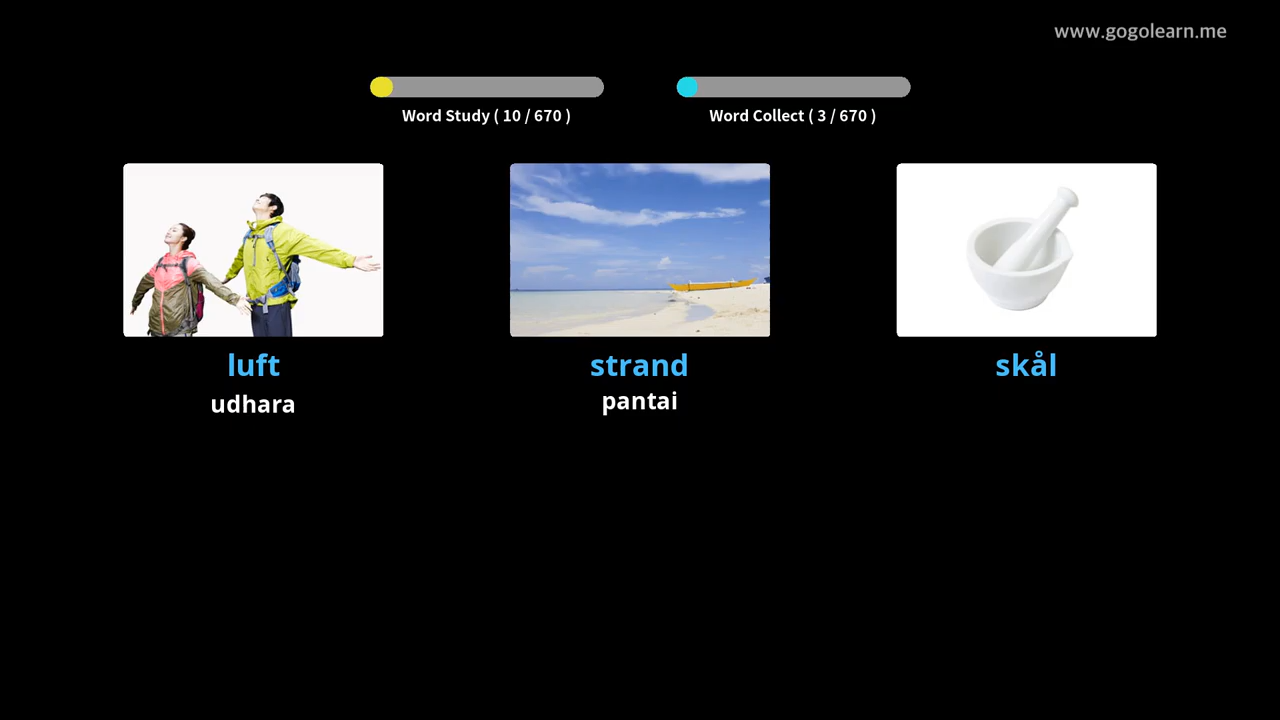 www.gogolearn.me
Word Study ( 10 / 670 )
Word Collect ( 3 / 670 )
luft
strand
skål
udhara
pantai